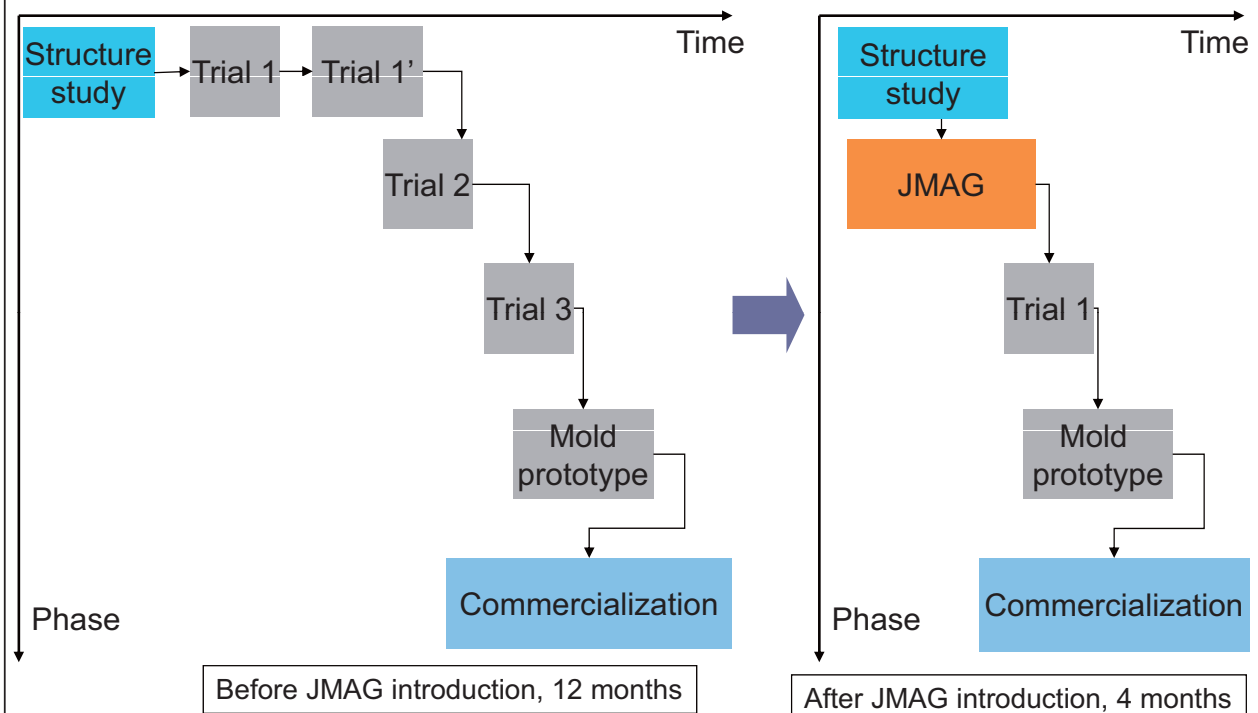 Time
Structure
study
Trial 1
Trial 1’
Trial 2
Trial 3
Mold
prototype
Commercialization
Phase
Before JMAG introduction, 12 months
Time
Structure
study
JMAG
Trial 1
Mold
prototype
Commercialization
Phase
After JMAG introduction, 4 months